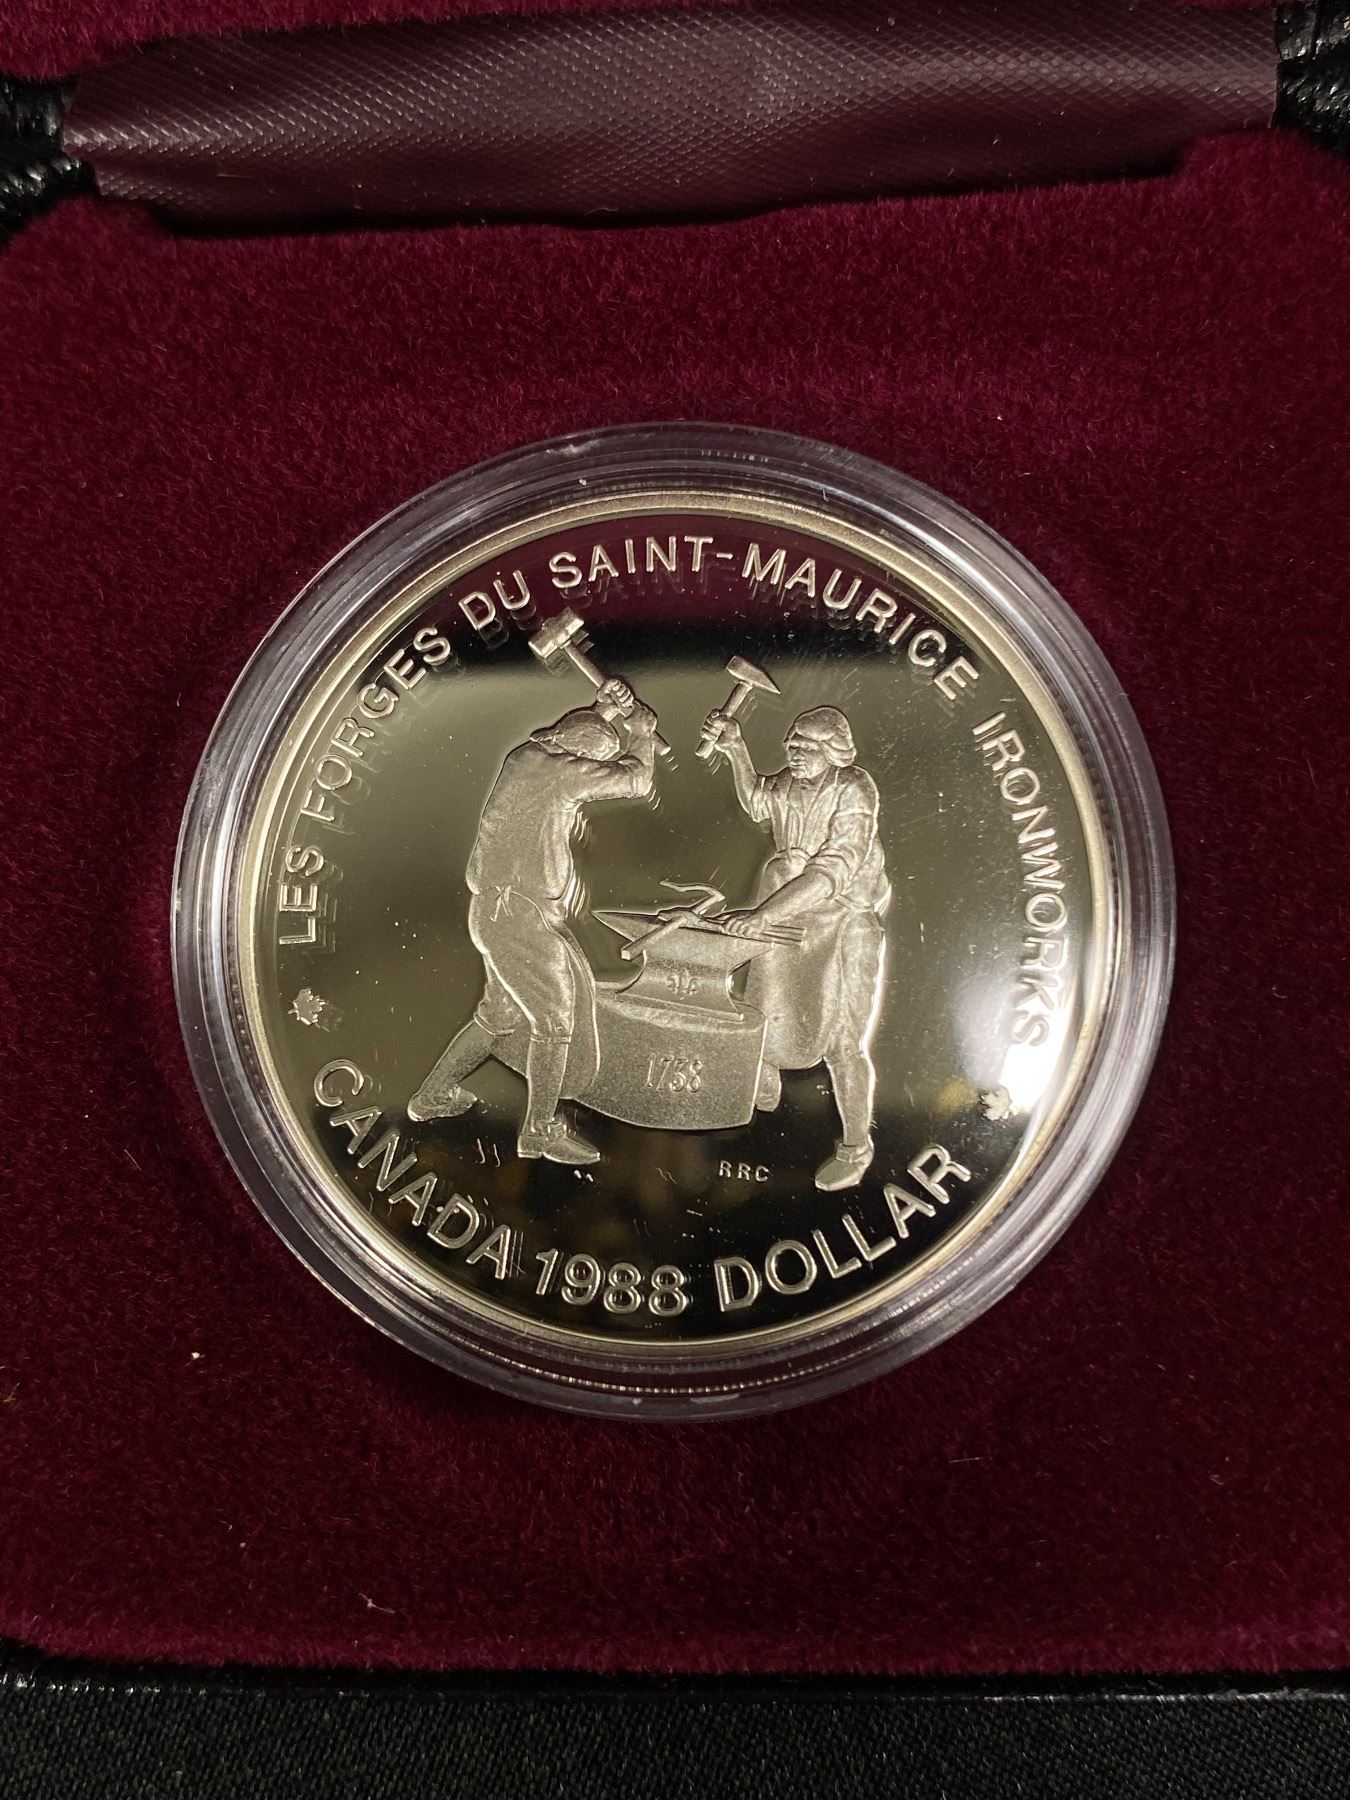 LES FORGES DU SAINT-MAURICE IRONWORKS
1738
RRC
CANADA 1988 DOLLAR